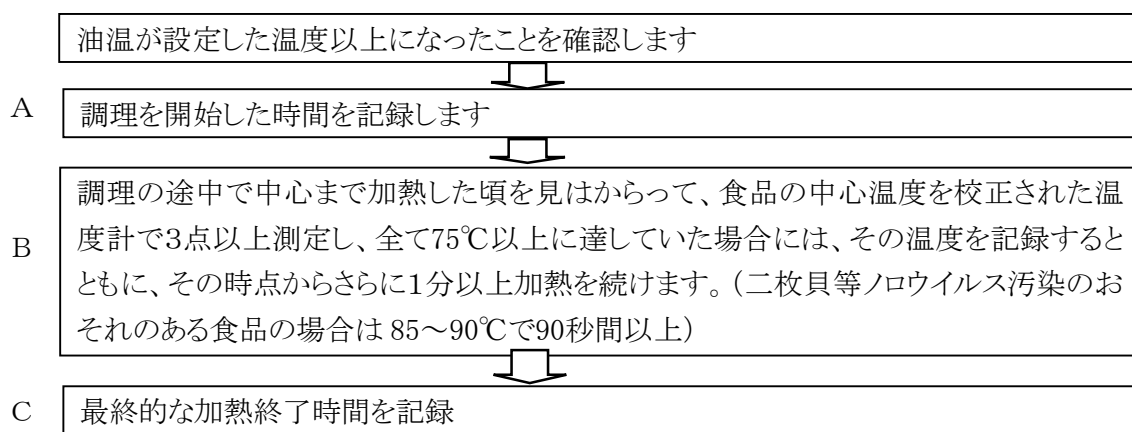 油温が設定した温度以上になったことを確認します
A
調理を開始した時間を記録します
B
調理の途中で中心まで加熱した頃を見はからって、食品の中心温度を校正された温
度計で3点以上測定し、全て75℃以上に達していた場合には、その温度を記録すると
ともに、その時点からさらに1分以上加熱を続けます。(二枚貝等ノロウイルス汚染のお
それのある食品の場合は 85～90℃で90秒間以上)
C
最終的な加熱終了時間を記録